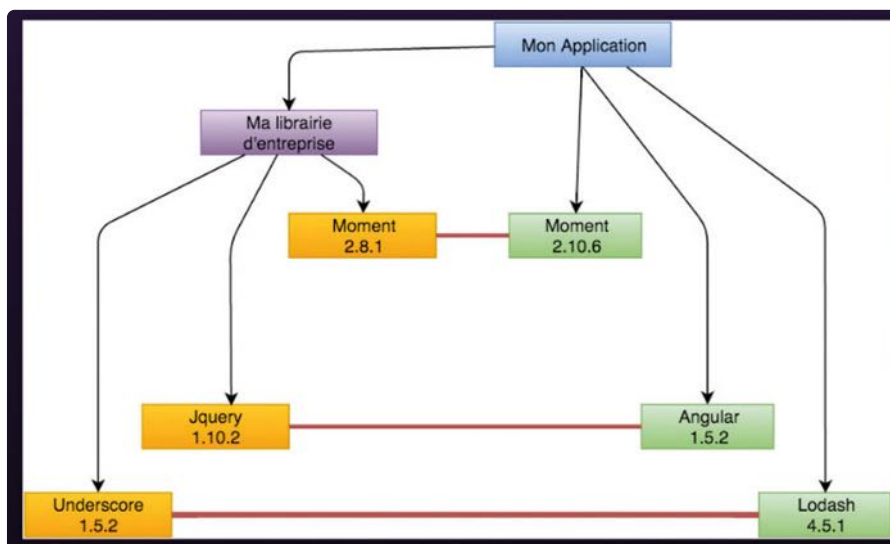 Mon Application
Ma librairie
d'entreprise
Moment
2.8.1
Moment
2.10.6
Jquery
1.10.2
Angular
1.5.2
Underscore
1.5.2
Lodash
4.5.1